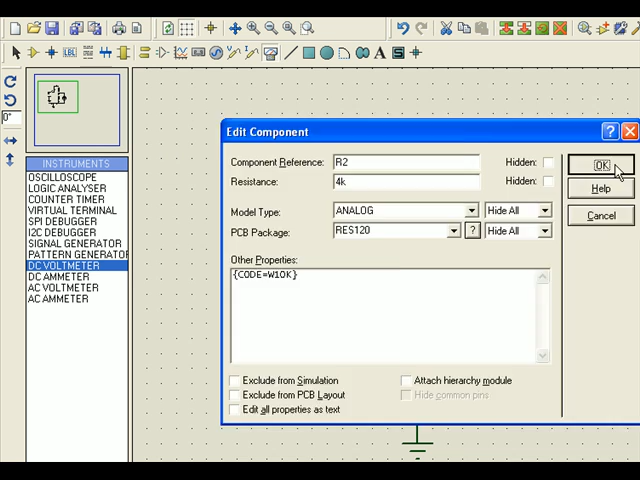 LBL
A
S
0°
INSTRUMENTS
OSCILLOSCOPE
LOGIC ANALYSER
COUNTER TIMER
VIRTUAL TERMINAL
SPI DEBUGGER
I2C DEBUGGER
SIGNAL GENERATOR
PATTERN GENERATOR
DC VOLTMETER
DC AMMETER
AC VOLTMETER
AC AMMETER
Edit Component
? X
Component Reference: R2 Hidden: OK
Resistance: 4k Hidden: Help
Model Type: ANALOG Hide All Cancel
PCB Package: RES120 ? Hide All
Other Properties:
{CODE=W10K}
Exclude from Simulation Attach hierarchy module
Exclude from PCB Layout Hide common pins
Edit all properties as text